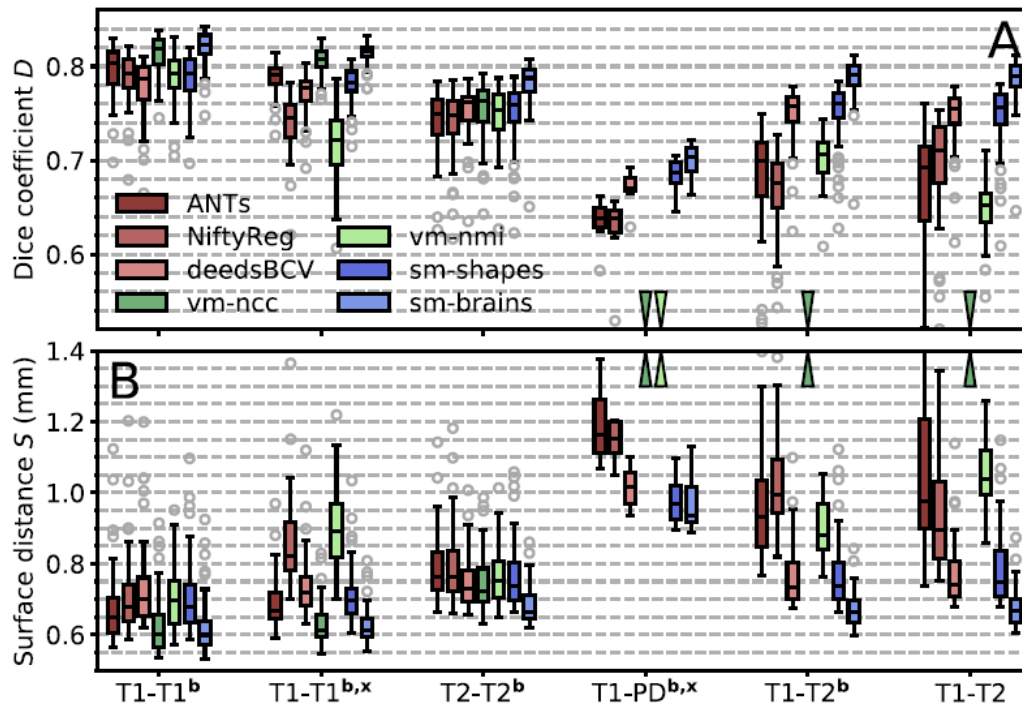 A
Dice coefficient D
0.8
0.7
0.6
ANTs
NiftyReg
deedsBCV
vm-ncc
vm-nmi
sm-shapes
sm-brains
B
Surface distance S (mm)
1.4
1.2
1.0
0.8
0.6
T1-T1ᵇ
T1-T1ᵇ,ˣ
T2-T2ᵇ
T1-PDᵇ,ˣ
T1-T2ᵇ
T1-T2